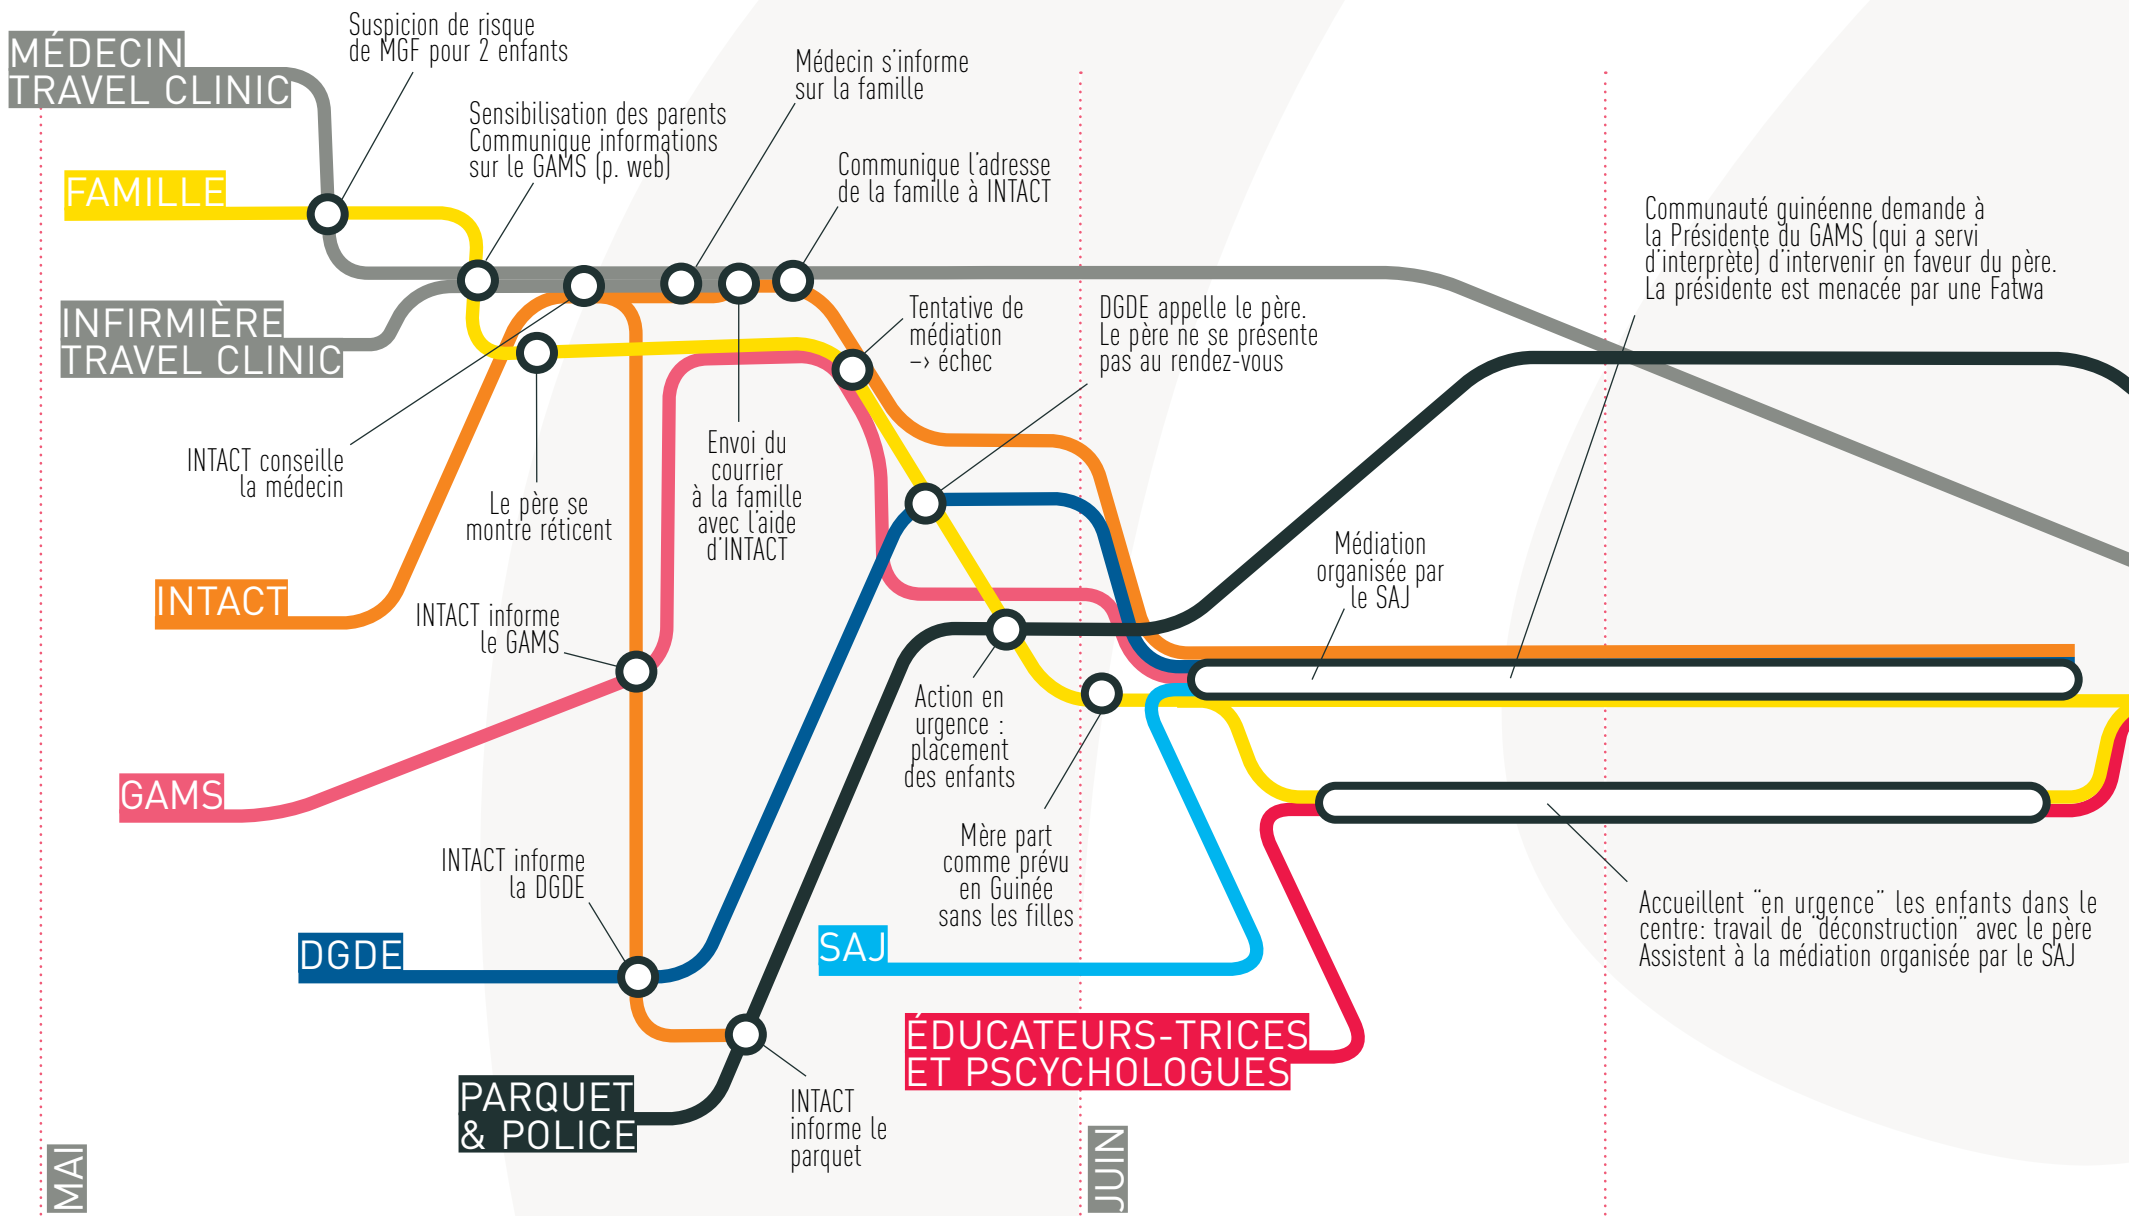 MÉDECIN
TRAVEL CLINIC
Suspicion de risque
de MGF pour 2 enfants
Médecin s'informe
sur la famille
Sensibilisation des parents
Communique informations
sur le GAMS (p. web)
Communique l'adresse
de la famille à INTACT
FAMILLE
Communauté guinéenne demande à
la Présidente du GAMS (qui a servi
d'interprète) d'intervenir en faveur du père.
La présidente est menacée par une Fatwa
INFIRMIÈRE
TRAVEL CLINIC
Tentative de
médiation
–> échec
DGDE appelle le père.
Le père ne se présente
pas au rendez-vous
INTACT conseille
la médecin
Le père se
montre réticent
Envoi du
courrier
à la famille
avec l'aide
d'INTACT
Médiation
organisée par
le SAJ
INTACT
INTACT informe
le GAMS
Action en
urgence :
placement
des enfants
GAMS
Mère part
comme prévu
en Guinée
sans les filles
INTACT informe
la DGDE
Accueillent "en urgence" les enfants dans le
centre: travail de "déconstruction" avec le père
Assistent à la médiation organisée par le SAJ
DGDE
SAJ
ÉDUCATEURS-TRICES
ET PSCYCHOLOGUES
PARQUET
& POLICE
INTACT
informe le
parquet
MAI
JUIN